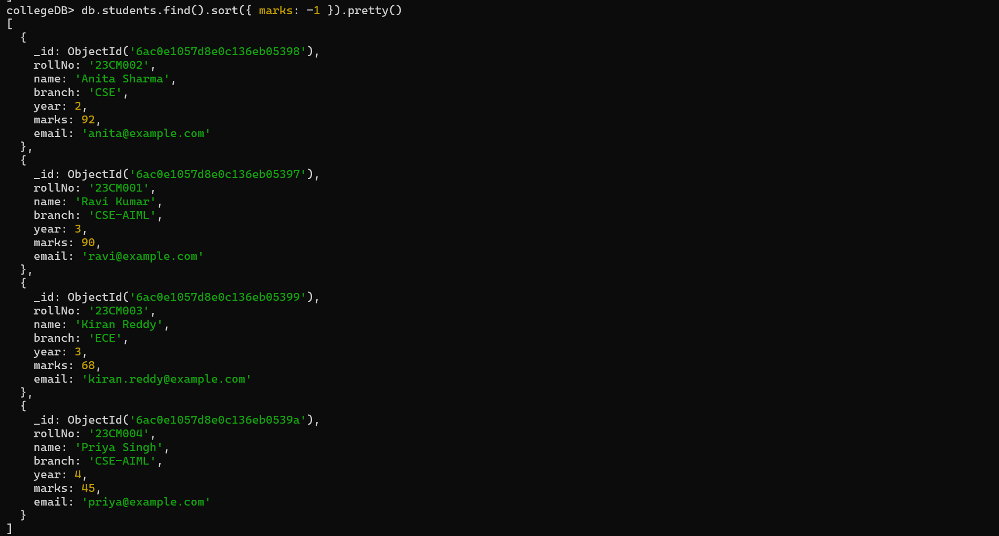 ]
collegeDB> db.students.find().sort({ marks: -1 }).pretty()
[
  {
    _id: ObjectId('6ac0e1057d8e0c136eb05398'),
    rollNo: '23CM002',
    name: 'Anita Sharma',
    branch: 'CSE',
    year: 2,
    marks: 92,
    email: 'anita@example.com'
  },
  {
    _id: ObjectId('6ac0e1057d8e0c136eb05397'),
    rollNo: '23CM001',
    name: 'Ravi Kumar',
    branch: 'CSE-AIML',
    year: 3,
    marks: 90,
    email: 'ravi@example.com'
  },
  {
    _id: ObjectId('6ac0e1057d8e0c136eb05399'),
    rollNo: '23CM003',
    name: 'Kiran Reddy',
    branch: 'ECE',
    year: 3,
    marks: 68,
    email: 'kiran.reddy@example.com'
  },
  {
    _id: ObjectId('6ac0e1057d8e0c136eb0539a'),
    rollNo: '23CM004',
    name: 'Priya Singh',
    branch: 'CSE-AIML',
    year: 4,
    marks: 45,
    email: 'priya@example.com'
  }
]